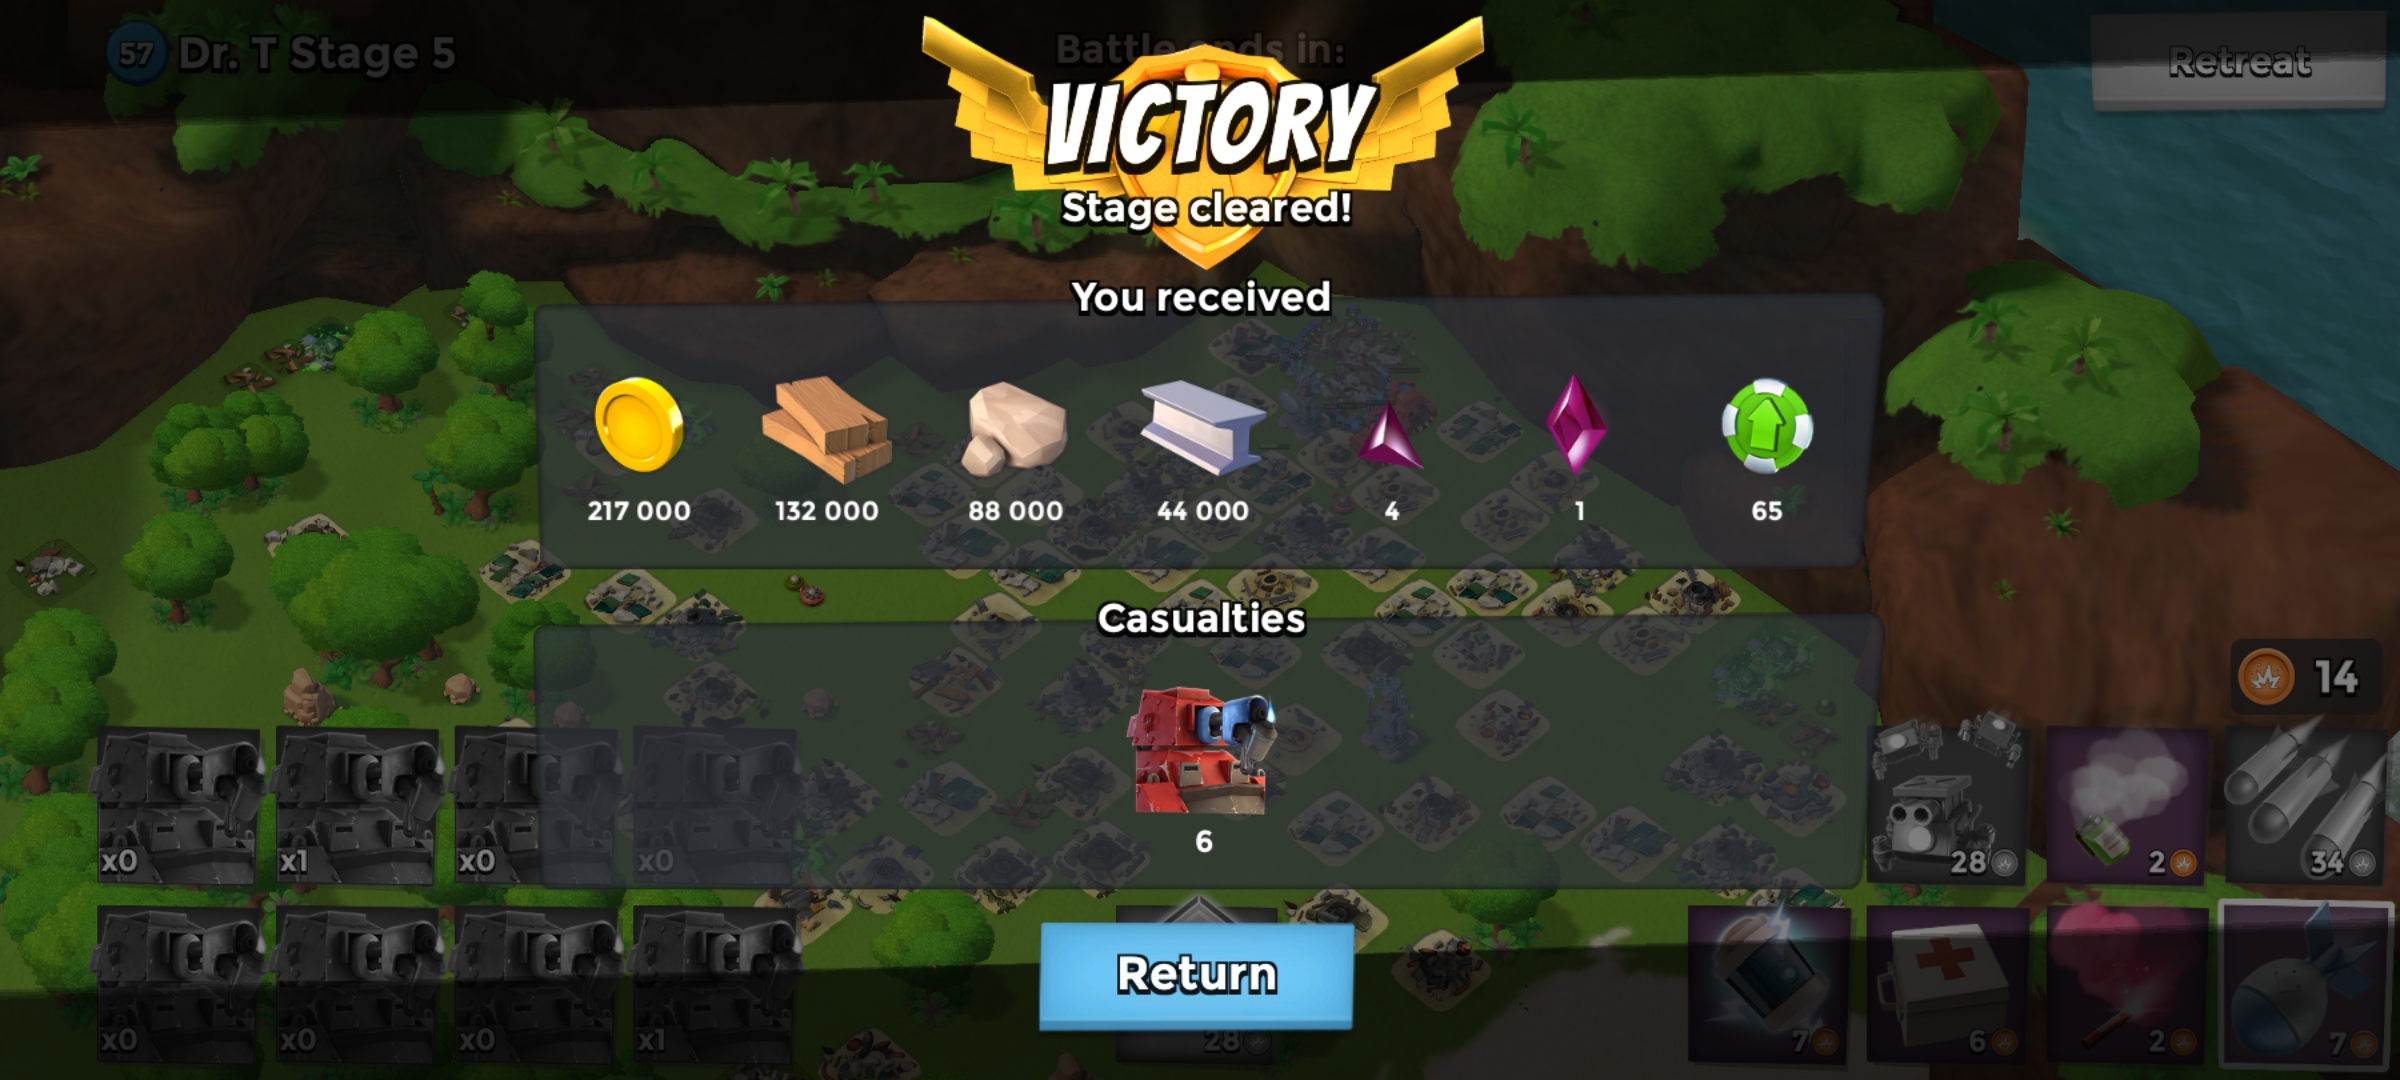 57 Dr. T Stage 5
Battle ends in:
Retreat
VICTORY
Stage cleared!
You received
217 000
132 000
88 000
44 000
4
1
65
Casualties
6
14
x0
x1
x0
x0
28
2
34
x0
x0
x0
x1
28
7
6
2
7
Return